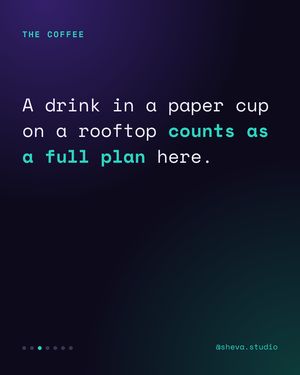 THE COFFEE
A drink in a paper cup
on a rooftop counts as
a full plan here.
@sheva.studio